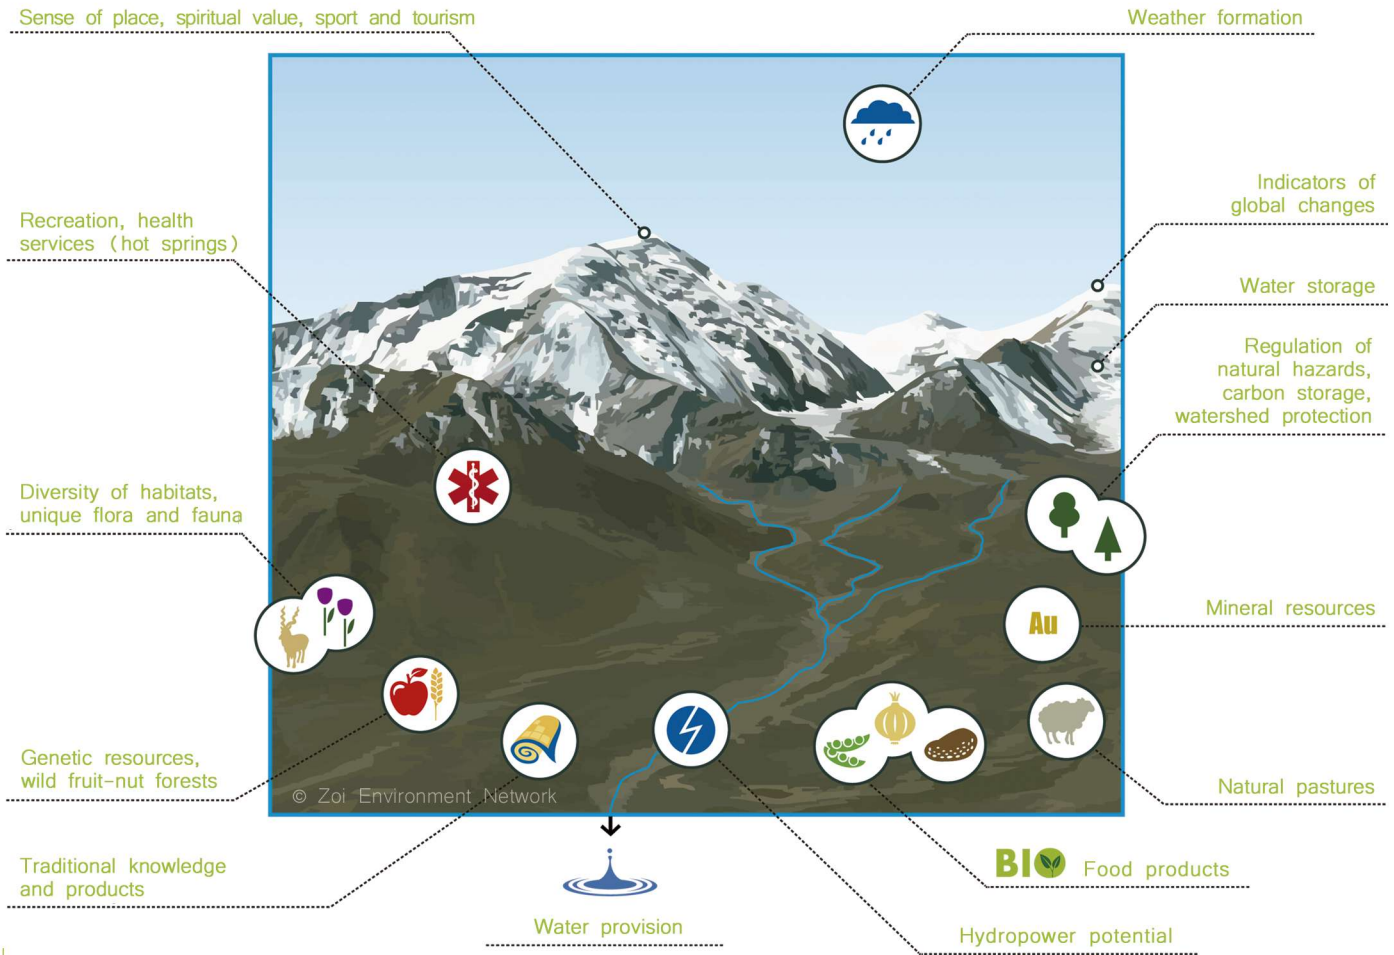 Sense of place, spiritual value, sport and tourism
Weather formation
Indicators of
global changes
Recreation, health
services (hot springs)
Water storage
Regulation of
natural hazards,
carbon storage,
watershed protection
Diversity of habitats,
unique flora and fauna
Au
Mineral resources
Genetic resources,
wild fruit-nut forests
Natural pastures
© Zoi Environment Network
Traditional knowledge
and products
BIO Food products
Water provision
Hydropower potential